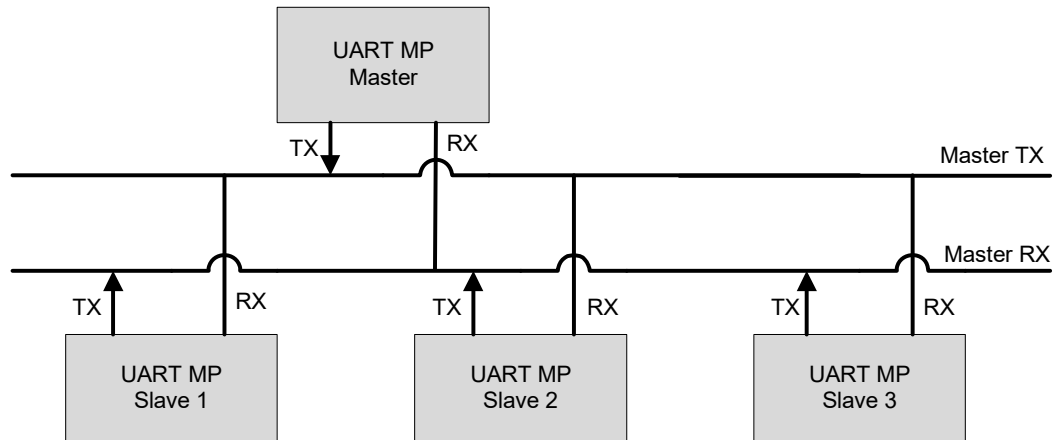 UART MP
Master
TX
RX
Master TX
Master RX
TX
RX
TX
RX
TX
RX
UART MP
Slave 1
UART MP
Slave 2
UART MP
Slave 3